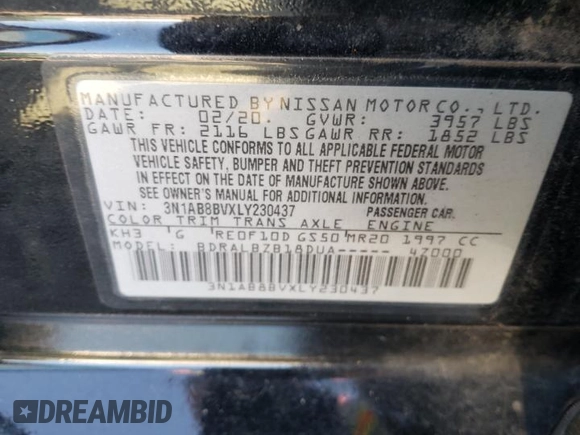 MANUFACTURED BY NISSAN MOTOR CO., LTD.
DATE: 02/20. GVWR: 3957 LBS
GAWR FR: 2116 LBS GAWR RR: 1852 LBS
THIS VEHICLE CONFORMS TO ALL APPLICABLE FEDERAL MOTOR
VEHICLE SAFETY, BUMPER AND THEFT PREVENTION STANDARDS
IN EFFECT ON THE DATE OF MANUFACTURE SHOWN ABOVE.
SEE OWNER'S MANUAL FOR ADDITIONAL INFORMATION
VIN: 3N1AB8BVXLY230437 PASSENGER CAR.
COLOR TRIM TRANS AXLE ENGINE
KH3 G RE0F10D GS50 MR20 1997 CC
MODEL: BDRALBZB18DUA----- 4Z000
3N1AB8BVXLY230437
DREAMBID